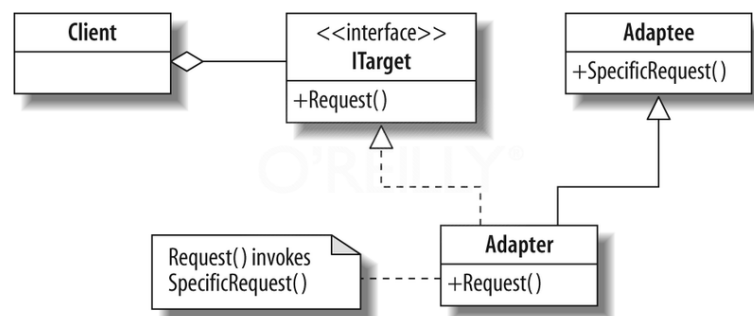 Client
<<interface>>
ITarget
+Request()
Adaptee
+SpecificRequest()
O'REILLY®
Adapter
+Request()
Request() invokes
SpecificRequest()